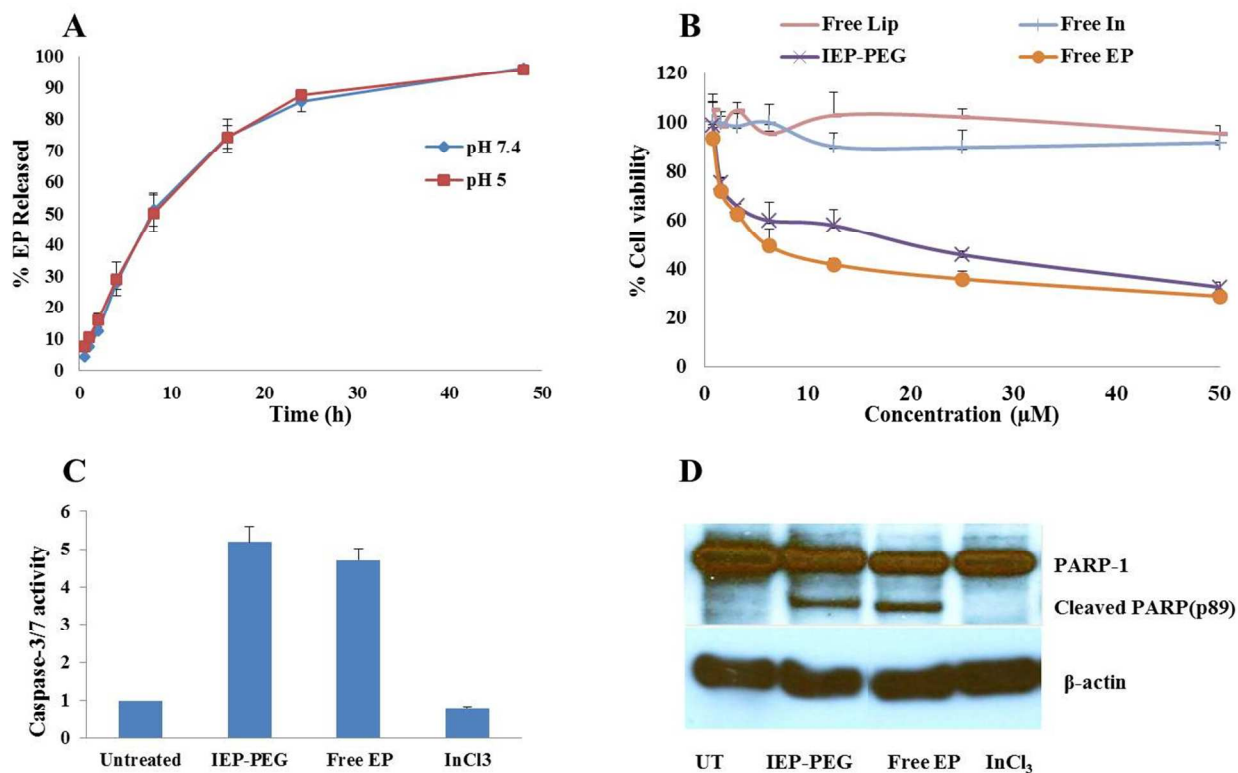 A
% EP Released
100
90
80
70
60
50
40
30
20
10
0
0 10 20 30 40 50
Time (h)
pH 7.4
pH 5
B
Free Lip Free In
IEP-PEG Free EP
% Cell viability
120
100
80
60
40
20
0
0 10 20 30 40 50
Concentration (µM)
C
Caspase-3/7 activity
6
5
4
3
2
1
0
Untreated IEP-PEG Free EP InCl3
D
PARP-1
Cleaved PARP(p89)
β-actin
UT IEP-PEG Free EP InCl₃